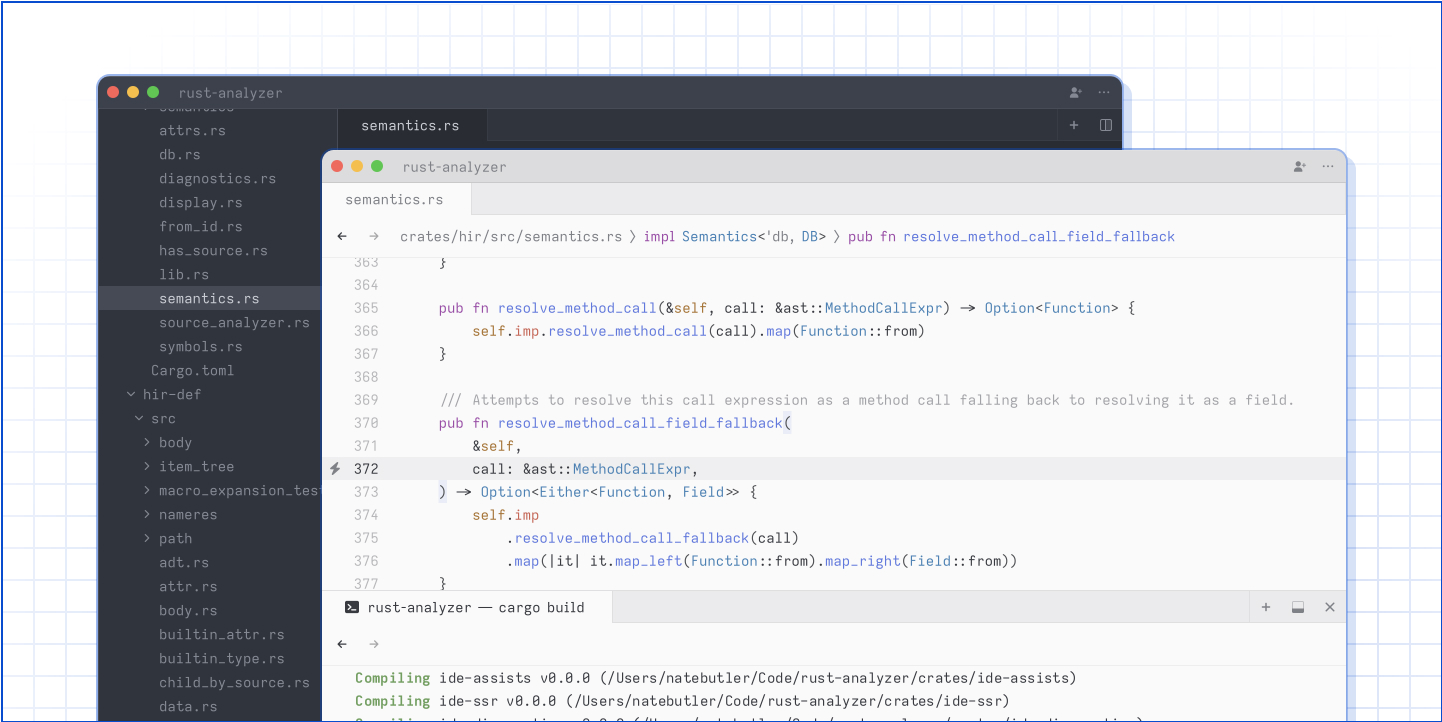 rust-analyzer
semantics
attrs.rs
db.rs
diagnostics.rs
display.rs
from_id.rs
has_source.rs
lib.rs
semantics.rs
source_analyzer.rs
symbols.rs
Cargo.toml
hir-def
src
body
item_tree
macro_expansion_test
nameres
path
adt.rs
attr.rs
body.rs
builtin_attr.rs
builtin_type.rs
child_by_source.rs
data.rs
semantics.rs
rust-analyzer
semantics.rs
crates/hir/src/semantics.rs 〉 impl Semantics<'db, DB> 〉 pub fn resolve_method_call_field_fallback
363 }
364
365 pub fn resolve_method_call(&self, call: &ast::MethodCallExpr) → Option<Function> {
366 self.imp.resolve_method_call(call).map(Function::from)
367 }
368
369 /// Attempts to resolve this call expression as a method call falling back to resolving it as a field.
370 pub fn resolve_method_call_field_fallback(
371 &self,
372 call: &ast::MethodCallExpr,
373 ) → Option<Either<Function, Field>> {
374 self.imp
375 .resolve_method_call_fallback(call)
376 .map(|it| it.map_left(Function::from).map_right(Field::from))
377 }
rust-analyzer — cargo build
Compiling ide-assists v0.0.0 (/Users/natebutler/Code/rust-analyzer/crates/ide-assists)
Compiling ide-ssr v0.0.0 (/Users/natebutler/Code/rust-analyzer/crates/ide-ssr)